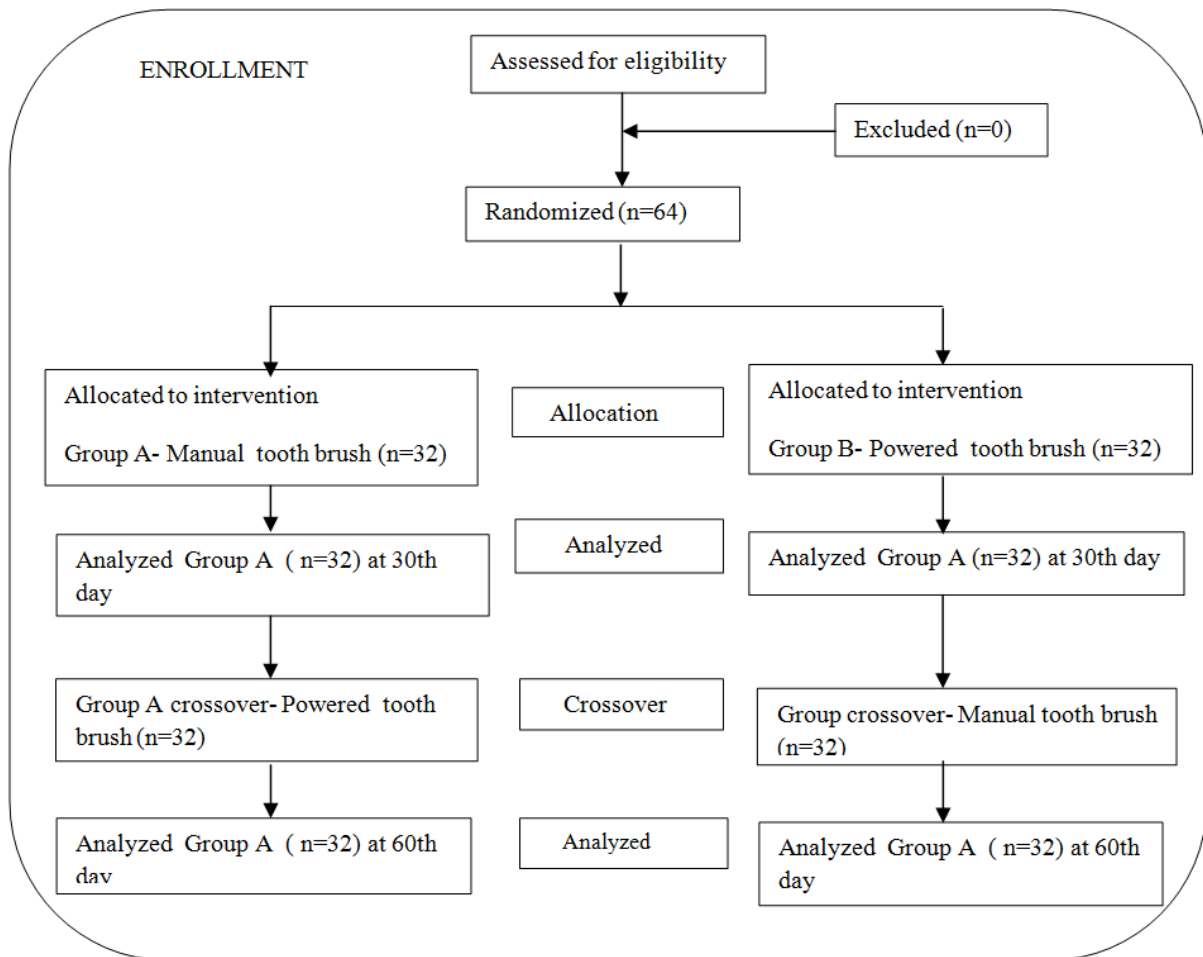 ENROLLMENT
Assessed for eligibility
Excluded (n=0)
Randomized (n=64)
Allocated to intervention
Group A- Manual tooth brush (n=32)
Allocation
Allocated to intervention
Group B- Powered tooth brush (n=32)
Analyzed Group A ( n=32) at 30th
day
Analyzed
Analyzed Group A (n=32) at 30th day
Group A crossover- Powered tooth
brush (n=32)
Crossover
Group crossover- Manual tooth brush
(n=32)
Analyzed Group A ( n=32) at 60th
day
Analyzed
Analyzed Group A ( n=32) at 60th
day